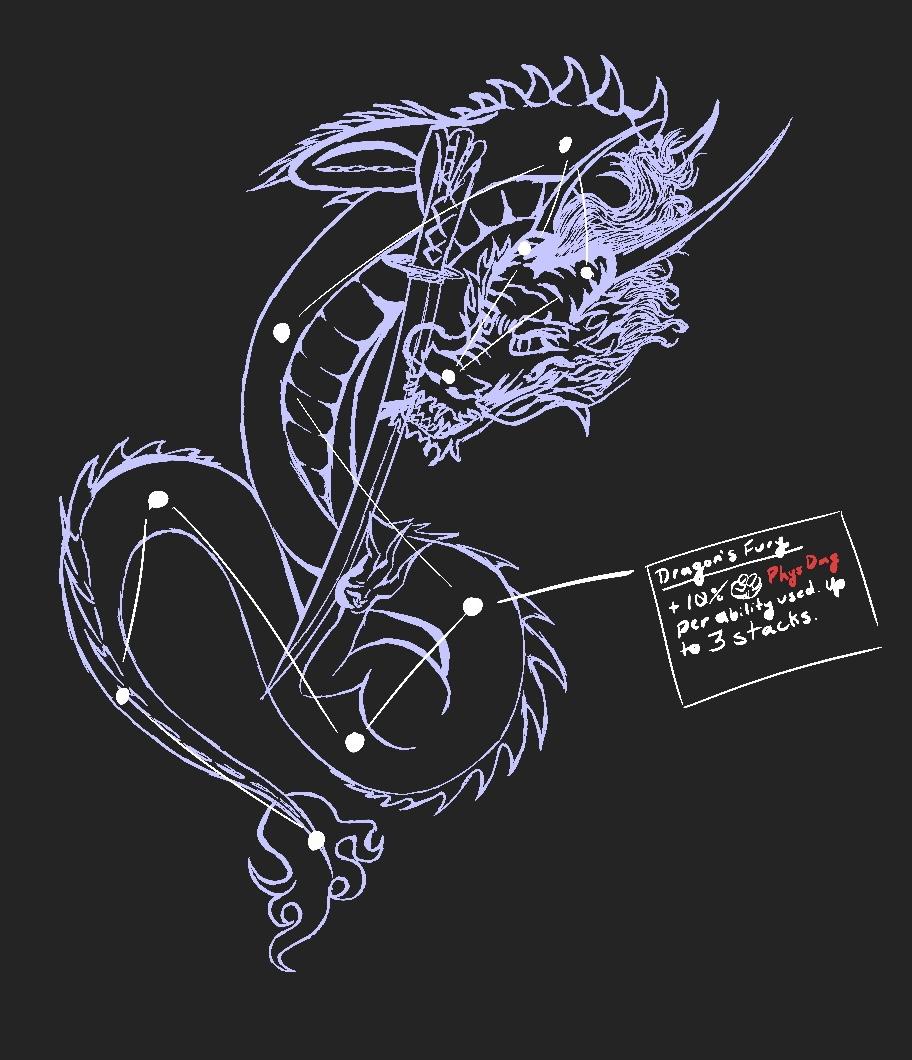 Dragon's Fury
+ 10% Phys Dmg
per ability used. Up
to 3 stacks.